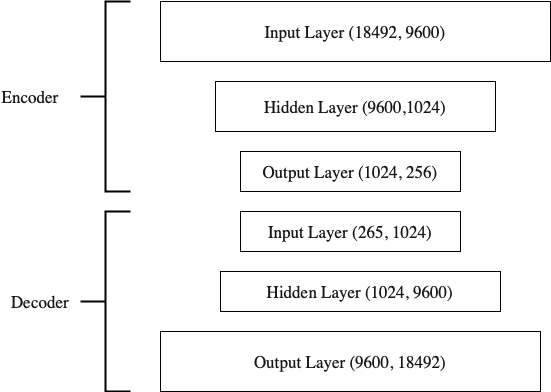 Input Layer (18492, 9600)
Encoder
Hidden Layer (9600,1024)
Output Layer (1024, 256)
Input Layer (265, 1024)
Decoder
Hidden Layer (1024, 9600)
Output Layer (9600, 18492)